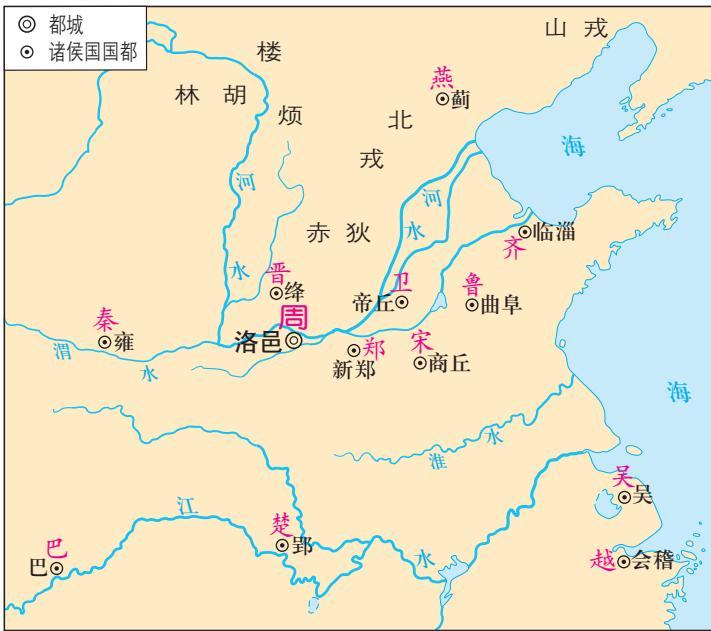 都城
诸侯国国都
山戎
楼烦
林胡
燕
蓟
北戎
海
河水
河水
赤狄
齐
临淄
晋
绛
卫
帝丘
鲁
曲阜
周
洛邑
秦
雍
渭水
郑
新郑
宋
商丘
海
淮水
江水
吴
吴
楚
郢
巴
巴
越
会稽